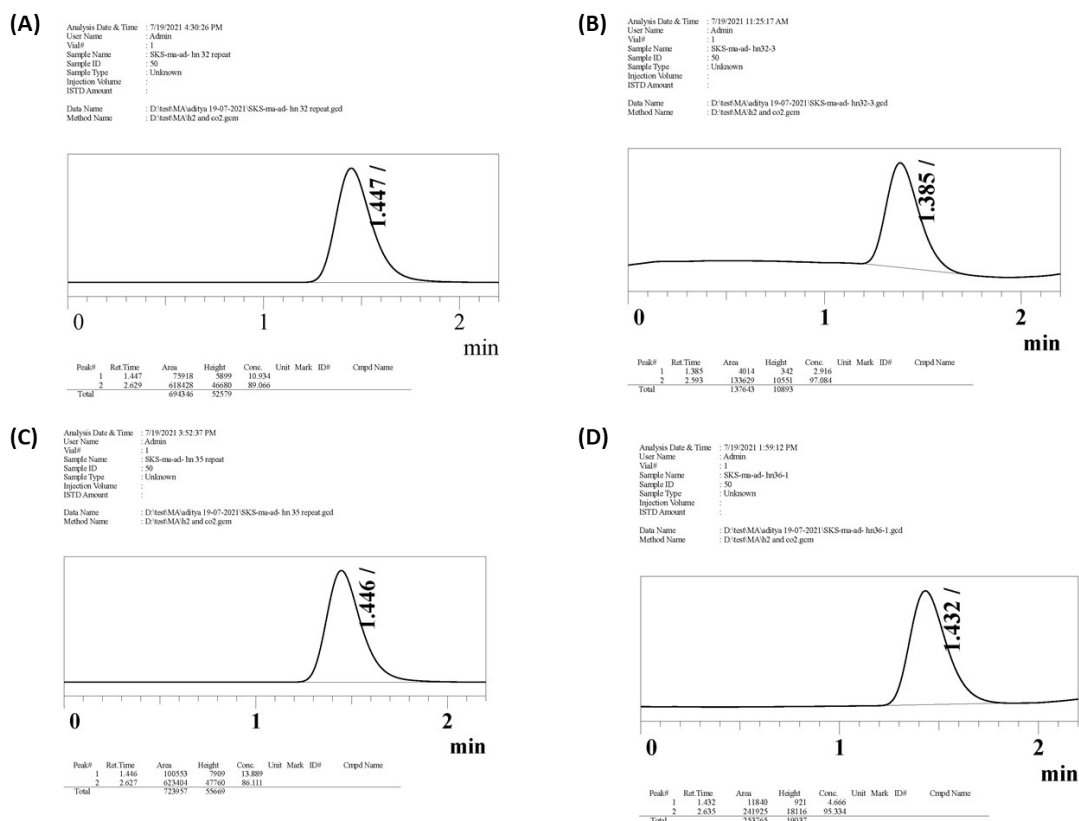 (A)
Analysis Date & Time : 7/19/2021 4:30:26 PM
User Name : Admin
Vial# : 1
Sample Name : SKS-ma-ad- hn 32 repeat
Sample ID : 50
Sample Type : Unknown
Injection Volume :
ISTD Amount :
Data Name : D:\test\MA\aditya 19-07-2021\SKS-ma-ad- hn 32 repeat.gcd
Method Name : D:\test\MA\h2 and co2.gcm
1.447 /
0 1 2
min
Peak# Ret.Time Area Height Conc. Unit Mark ID# Cmpd Name
1 1.447 75918 5899 10.934
2 2.629 618428 46680 89.066
Total 694346 52579
(B)
Analysis Date & Time : 7/19/2021 11:25:17 AM
User Name : Admin
Vial# : 1
Sample Name : SKS-ma-ad- hn32-3
Sample ID : 50
Sample Type : Unknown
Injection Volume :
ISTD Amount :
Data Name : D:\test\MA\aditya 19-07-2021\SKS-ma-ad- hn32-3.gcd
Method Name : D:\test\MA\h2 and co2.gcm
1.385 /
0 1 2
min
Peak# Ret.Time Area Height Conc. Unit Mark ID# Cmpd Name
1 1.385 4014 342 2.916
2 2.593 133629 10551 97.084
Total 137643 10893
(C)
Analysis Date & Time : 7/19/2021 3:52:37 PM
User Name : Admin
Vial# : 1
Sample Name : SKS-ma-ad- hn 35 repeat
Sample ID : 50
Sample Type : Unknown
Injection Volume :
ISTD Amount :
Data Name : D:\test\MA\aditya 19-07-2021\SKS-ma-ad- hn 35 repeat.gcd
Method Name : D:\test\MA\h2 and co2.gcm
1.446 /
0 1 2
min
Peak# Ret.Time Area Height Conc. Unit Mark ID# Cmpd Name
1 1.446 100553 7909 13.889
2 2.627 623404 47760 86.111
Total 723957 55669
(D)
Analysis Date & Time : 7/19/2021 1:59:12 PM
User Name : Admin
Vial# : 1
Sample Name : SKS-ma-ad- hn36-1
Sample ID : 50
Sample Type : Unknown
Injection Volume :
ISTD Amount :
Data Name : D:\test\MA\aditya 19-07-2021\SKS-ma-ad- hn36-1.gcd
Method Name : D:\test\MA\h2 and co2.gcm
1.432 /
0 1 2
min
Peak# Ret.Time Area Height Conc. Unit Mark ID# Cmpd Name
1 1.432 11840 921 4.666
2 2.635 241925 18116 95.334
Total 253765 19037